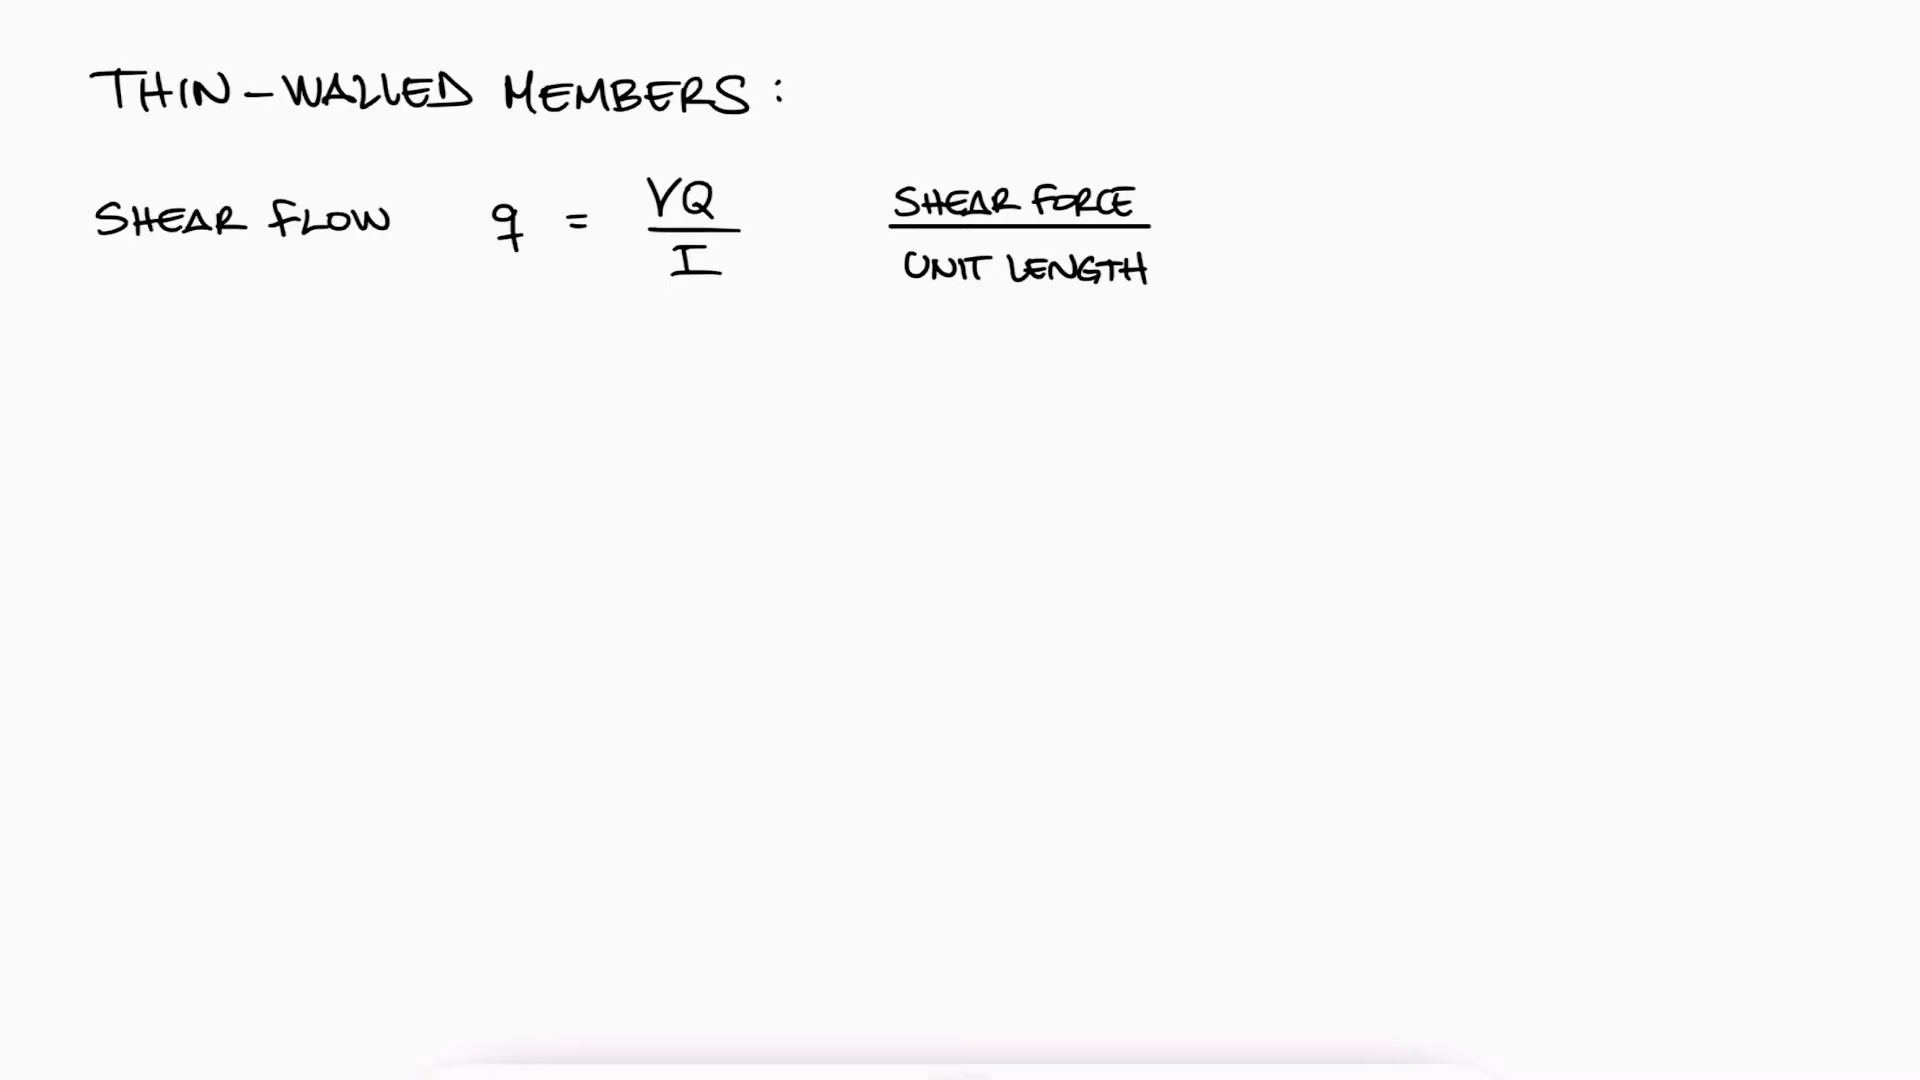 THIN-WALLED MEMBERS:
SHEAR FLOW q = VQ / I SHEAR FORCE / UNIT LENGTH